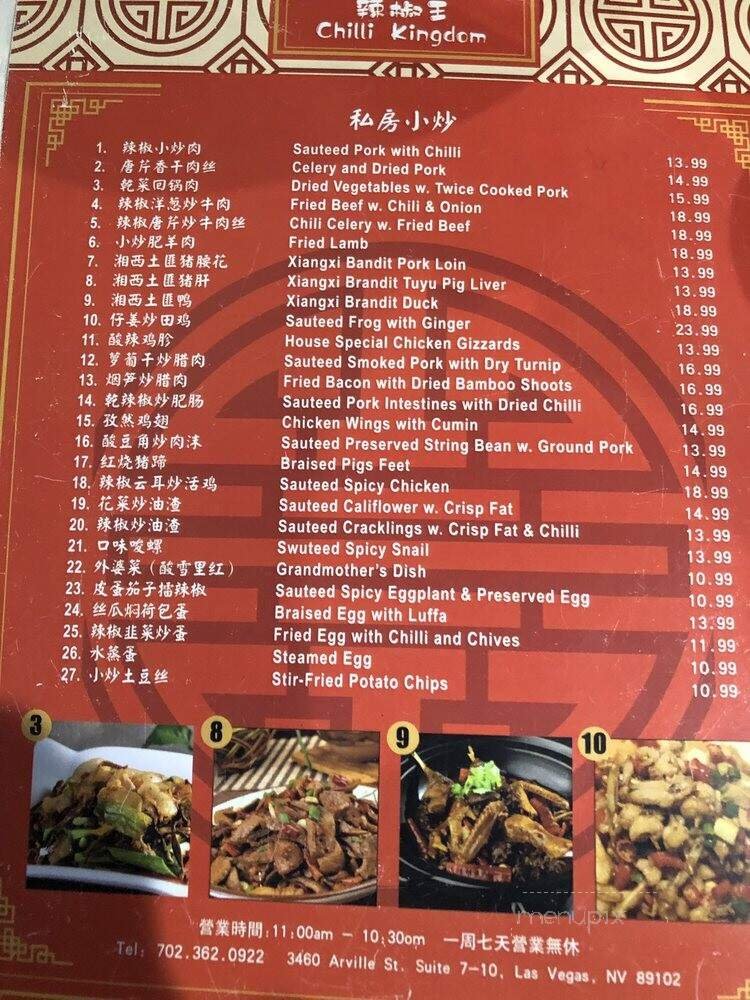 辣椒王
Chilli Kingdom
私房小炒
1. 辣椒小炒肉 Sauteed Pork with Chilli 13.99
2. 唐芹香干肉丝 Celery and Dried Pork 14.99
3. 乾菜回锅肉 Dried Vegetables w. Twice Cooked Pork 15.99
4. 辣椒洋葱炒牛肉 Fried Beef w. Chili & Onion 18.99
5. 辣椒唐芹炒牛肉丝 Chili Celery w. Fried Beef 18.99
6. 小炒肥羊肉 Fried Lamb 18.99
7. 湘西土匪猪腰花 Xiangxi Bandit Pork Loin 13.99
8. 湘西土匪猪肝 Xiangxi Brandit Tuyu Pig Liver 13.99
9. 湘西土匪鸭 Xiangxi Brandit Duck 18.99
10. 仔姜炒田鸡 Sauteed Frog with Ginger 23.99
11. 酸辣鸡胗 House Special Chicken Gizzards 13.99
12. 萝蔔干炒腊肉 Sauteed Smoked Pork with Dry Turnip 16.99
13. 烟笋炒腊肉 Fried Bacon with Dried Bamboo Shoots 16.99
14. 乾辣椒炒肥肠 Sauteed Pork Intestines with Dried Chilli 16.99
15. 孜然鸡翅 Chicken Wings with Cumin 14.99
16. 酸豆角炒肉沫 Sauteed Preserved String Bean w. Ground Pork 13.99
17. 红烧猪蹄 Braised Pigs Feet 14.99
18. 辣椒云耳炒活鸡 Sauteed Spicy Chicken 18.99
19. 花菜炒油渣 Sauteed Califlower w. Crisp Fat 14.99
20. 辣椒炒油渣 Sauteed Cracklings w. Crisp Fat & Chilli 13.99
21. 口味唆螺 Swuteed Spicy Snail 13.99
22. 外婆菜（酸雪里红） Grandmother's Dish 10.99
23. 皮蛋茄子擂辣椒 Sauteed Spicy Eggplant & Preserved Egg 10.99
24. 丝瓜焖荷包蛋 Braised Egg with Luffa 13.99
25. 辣椒韭菜炒蛋 Fried Egg with Chilli and Chives 11.99
26. 水蒸蛋 Steamed Egg 10.99
27. 小炒土豆丝 Stir-Fried Potato Chips 10.99
3 8 9 10
menupix
營業時間:11:00am - 10:30om 一周七天營業無休
Tel: 702.362.0922 3460 Arville St. Suite 7-10, Las Vegas, NV 89102